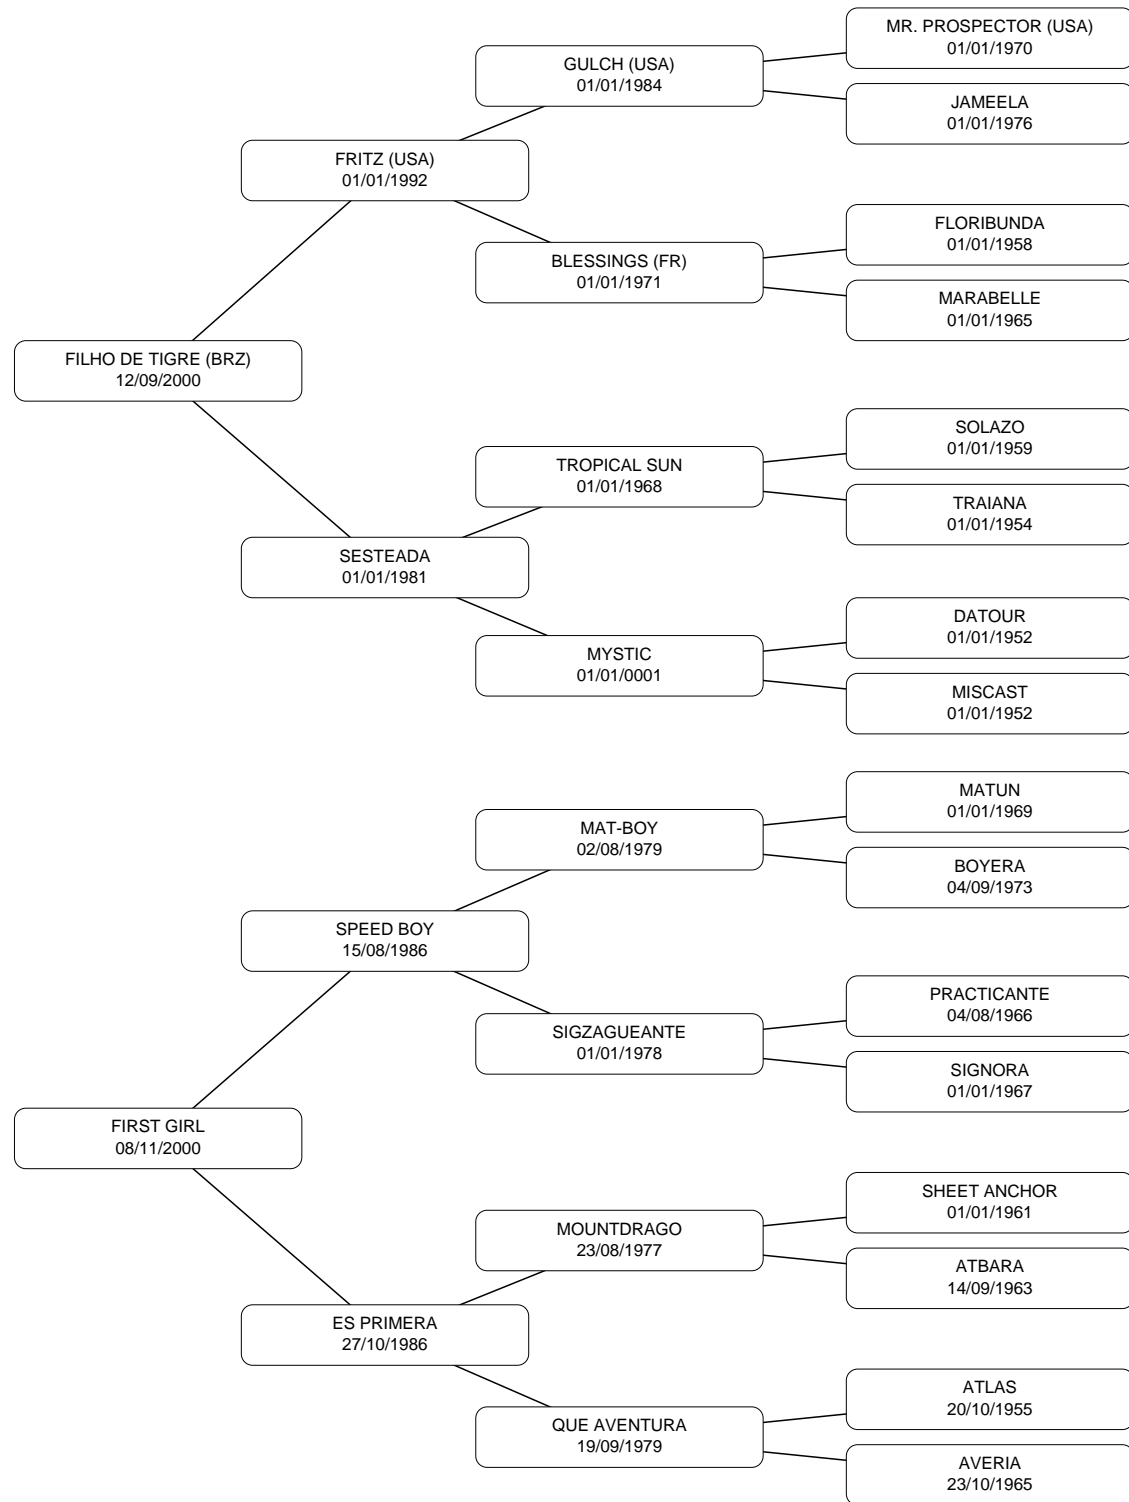 MR. PROSPECTOR (USA)
01/01/1970
GULCH (USA)
01/01/1984
JAMEELA
01/01/1976
FRITZ (USA)
01/01/1992
FLORIBUNDA
01/01/1958
BLESSINGS (FR)
01/01/1971
MARABELLE
01/01/1965
FILHO DE TIGRE (BRZ)
12/09/2000
SOLAZO
01/01/1959
TROPICAL SUN
01/01/1968
TRAIANA
01/01/1954
SESTEADA
01/01/1981
DATOUR
01/01/1952
MYSTIC
01/01/0001
MISCAST
01/01/1952
MATUN
01/01/1969
MAT-BOY
02/08/1979
BOYERA
04/09/1973
SPEED BOY
15/08/1986
PRACTICANTE
04/08/1966
SIGZAGUEANTE
01/01/1978
SIGNORA
01/01/1967
FIRST GIRL
08/11/2000
SHEET ANCHOR
01/01/1961
MOUNTDRAGO
23/08/1977
ATBARA
14/09/1963
ES PRIMERA
27/10/1986
ATLAS
20/10/1955
QUE AVENTURA
19/09/1979
AVERIA
23/10/1965